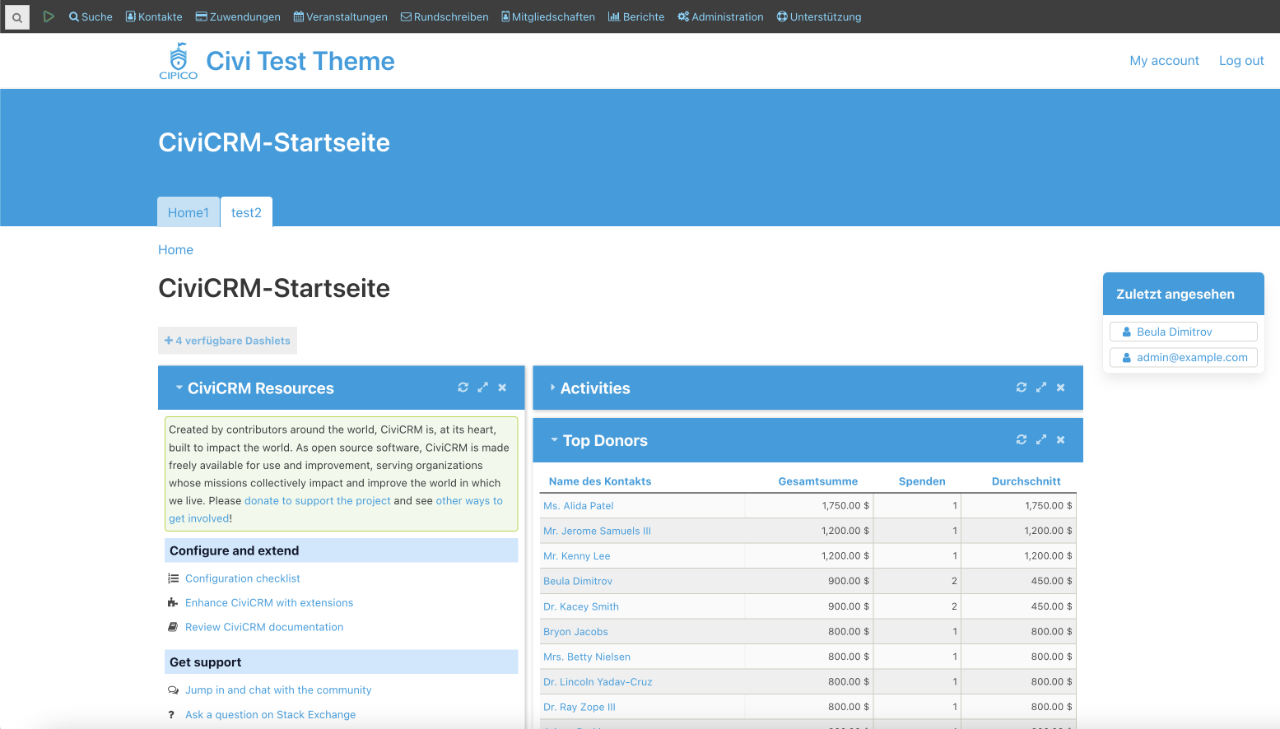 Suche Kontakte Zuwendungen Veranstaltungen Rundschreiben Mitgliedschaften Berichte Administration Unterstützung
CIPICO
Civi Test Theme
My account Log out
CiviCRM-Startseite
Home1 test2
Home
CiviCRM-Startseite
4 verfügbare Dashlets
CiviCRM Resources
Created by contributors around the world, CiviCRM is, at its heart,
built to impact the world. As open source software, CiviCRM is made
freely available for use and improvement, serving organizations
whose missions collectively impact and improve the world in which
we live. Please donate to support the project and see other ways to
get involved!
Configure and extend
Configuration checklist
Enhance CiviCRM with extensions
Review CiviCRM documentation
Get support
Jump in and chat with the community
? Ask a question on Stack Exchange
Activities
Top Donors
Name des Kontakts Gesamtsumme Spenden Durchschnitt
Ms. Alida Patel 1,750.00 $ 1 1,750.00 $
Mr. Jerome Samuels III 1,200.00 $ 1 1,200.00 $
Mr. Kenny Lee 1,200.00 $ 1 1,200.00 $
Beula Dimitrov 900.00 $ 2 450.00 $
Dr. Kacey Smith 900.00 $ 2 450.00 $
Bryon Jacobs 800.00 $ 1 800.00 $
Mrs. Betty Nielsen 800.00 $ 1 800.00 $
Dr. Lincoln Yadav-Cruz 800.00 $ 1 800.00 $
Dr. Ray Zope III 800.00 $ 1 800.00 $
Zuletzt angesehen
Beula Dimitrov
admin@example.com